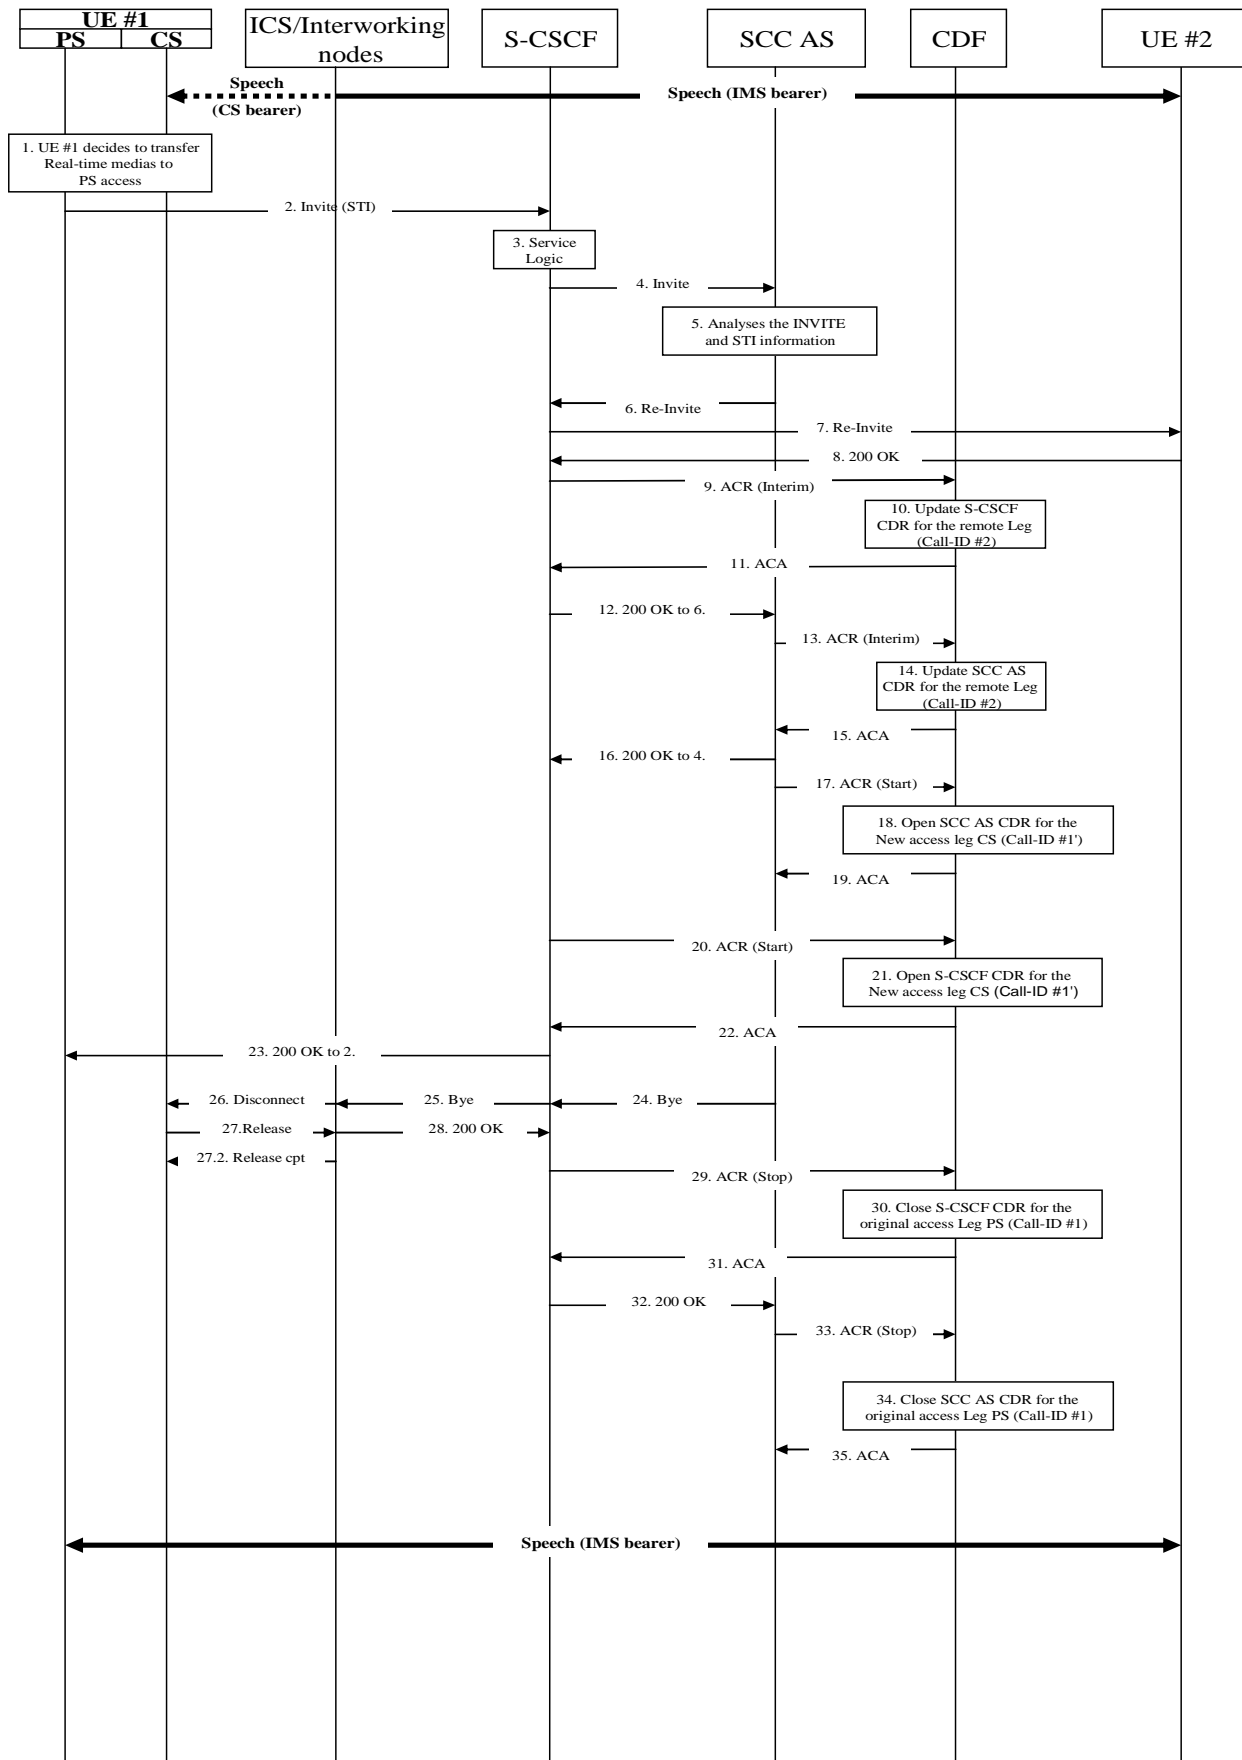 UE #1
PS CS
ICS/Interworking
nodes
S-CSCF
SCC AS
CDF
UE #2
Speech
(CS bearer)
Speech (IMS bearer)
1. UE #1 decides to transfer
Real-time medias to
PS access
2. Invite (STI)
3. Service
Logic
4. Invite
5. Analyses the INVITE
and STI information
6. Re-Invite
7. Re-Invite
8. 200 OK
9. ACR (Interim)
10. Update S-CSCF
CDR for the remote Leg
(Call-ID #2)
11. ACA
12. 200 OK to 6.
13. ACR (Interim)
14. Update SCC AS
CDR for the remote Leg
(Call-ID #2)
15. ACA
16. 200 OK to 4.
17. ACR (Start)
18. Open SCC AS CDR for the
New access leg CS (Call-ID #1')
19. ACA
20. ACR (Start)
21. Open S-CSCF CDR for the
New access leg CS (Call-ID #1')
22. ACA
23. 200 OK to 2.
26. Disconnect
25. Bye
24. Bye
27.Release
28. 200 OK
27.2. Release cpt
29. ACR (Stop)
30. Close S-CSCF CDR for the
original access Leg PS (Call-ID #1)
31. ACA
32. 200 OK
33. ACR (Stop)
34. Close SCC AS CDR for the
original access Leg PS (Call-ID #1)
35. ACA
Speech (IMS bearer)